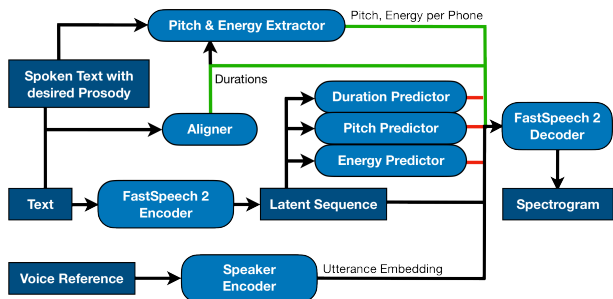 Pitch & Energy Extractor
Pitch, Energy per Phone
Spoken Text with
desired Prosody
Durations
Aligner
Duration Predictor
Pitch Predictor
Energy Predictor
FastSpeech 2
Decoder
Text
FastSpeech 2
Encoder
Latent Sequence
Spectrogram
Voice Reference
Speaker
Encoder
Utterance Embedding